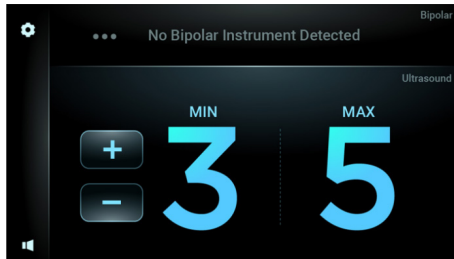 Bipolar
••• No Bipolar Instrument Detected
Ultrasound
MIN MAX
+ 3 5
−